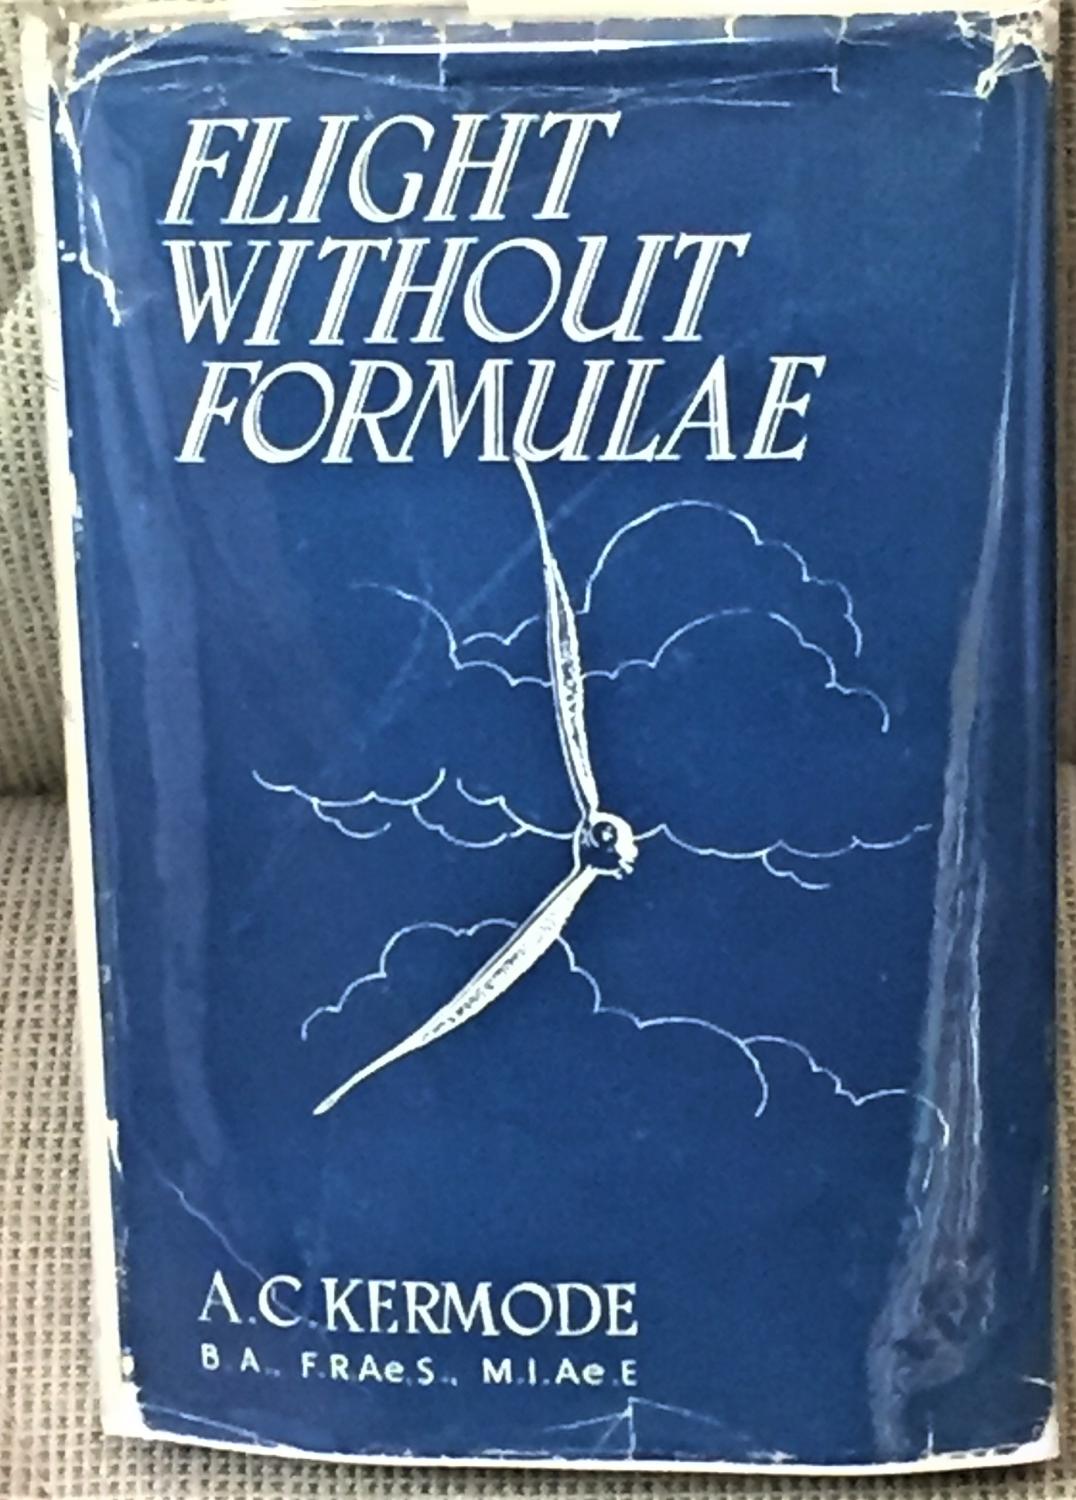 FLIGHT
WITHOUT
FORMULAE
A.C.KERMODE
B.A., F.R.Ae.S., M.I.Ae.E